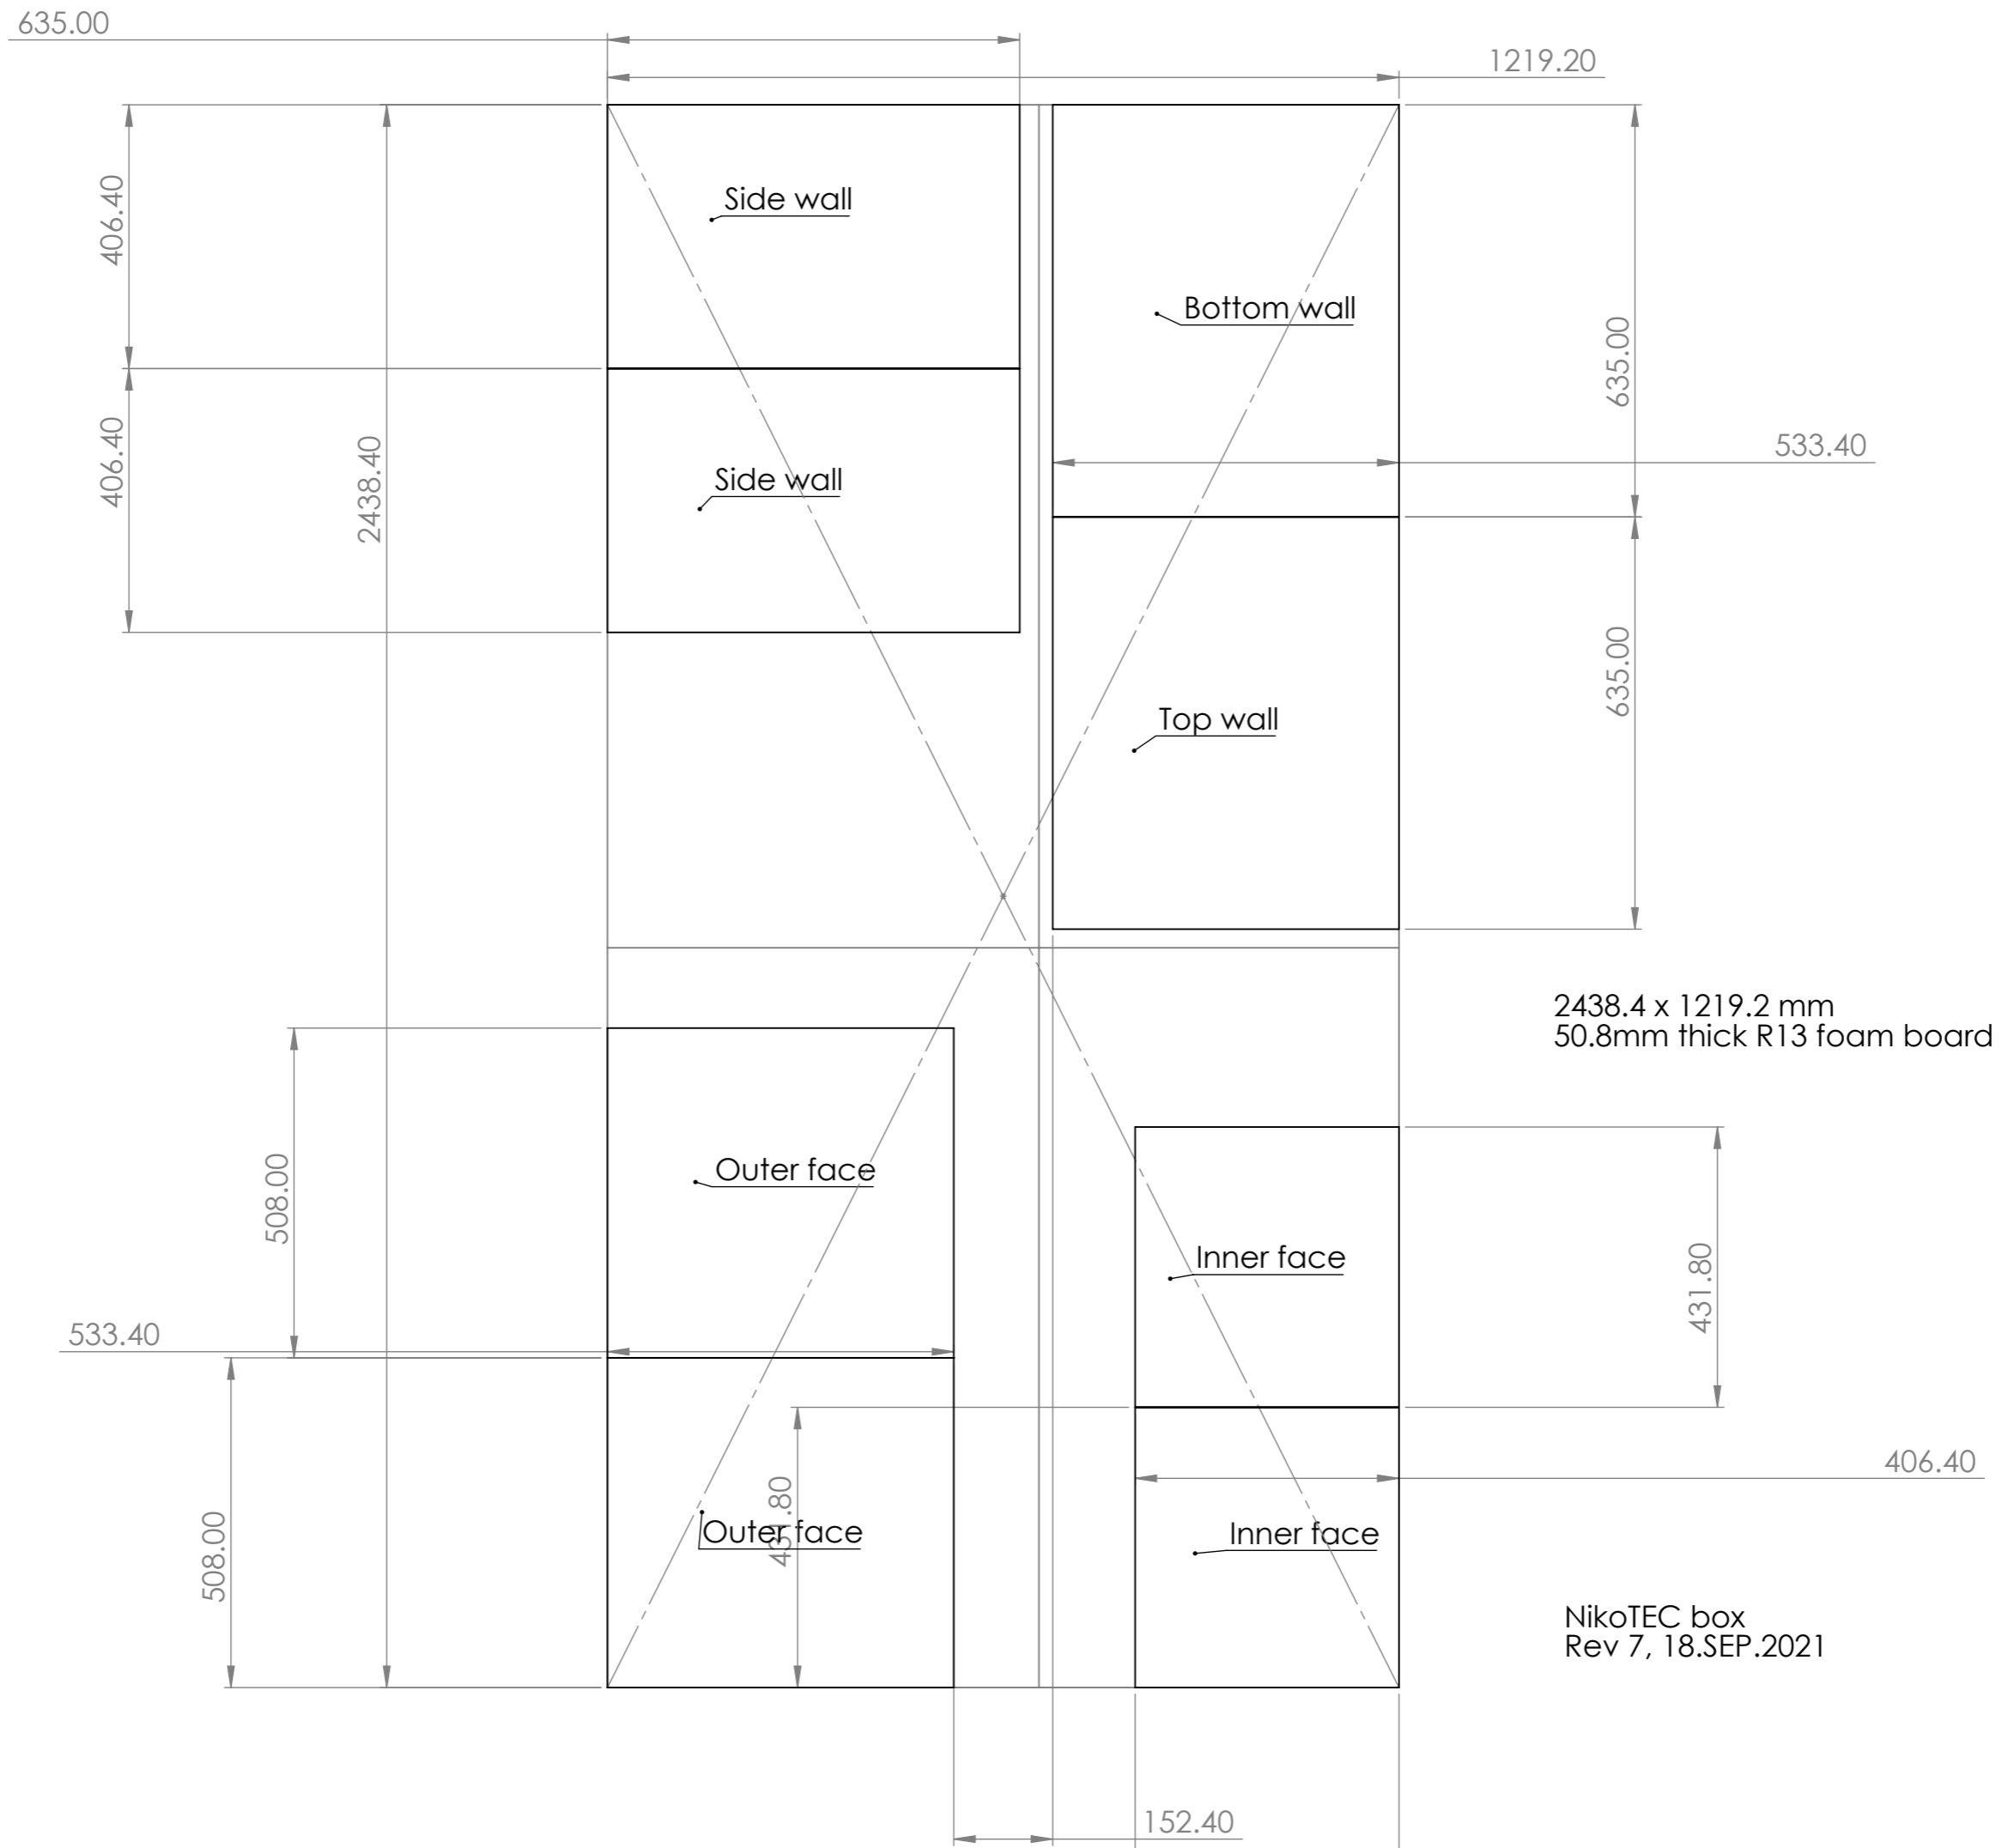 635.00
1219.20
Side wall
406.40
Bottom wall
635.00
533.40
406.40
2438.40
Side wall
635.00
Top wall
2438.4 x 1219.2 mm
50.8mm thick R13 foam board
508.00
Outer face
Inner face
431.80
533.40
406.40
508.00
431.80
Outer face
Inner face
NikoTEC box
Rev 7, 18.SEP.2021
152.40